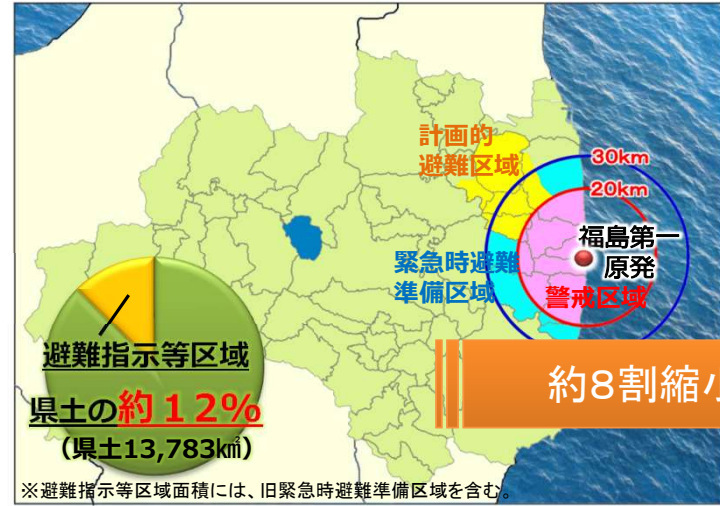 計画的
避難区域
30km
20km
福島第一
原発
緊急時避難
準備区域
警戒区域
避難指示等区域
県土の約12%
(県土13,783㎢)
約8割縮小
※避難指示等区域面積には、旧緊急時避難準備区域を含む。